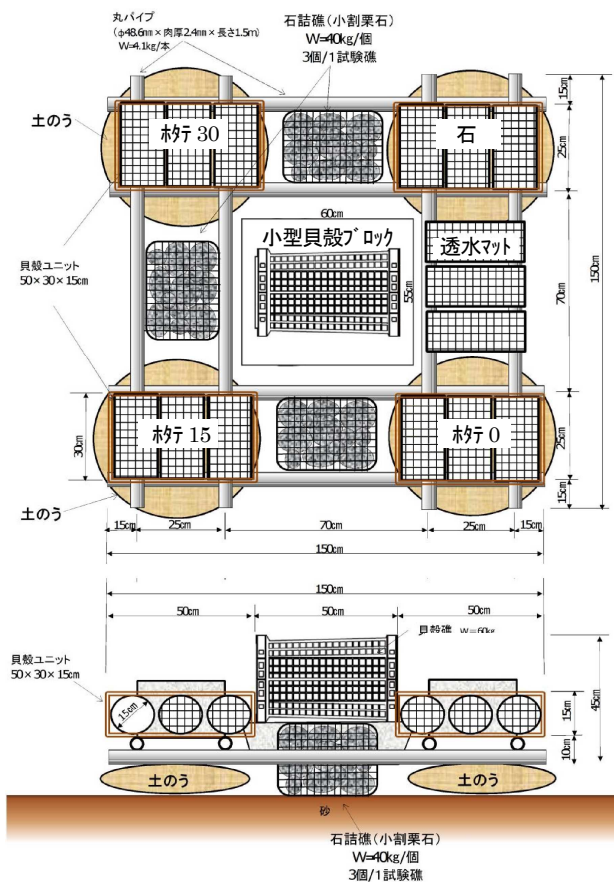 丸パイプ
(φ48.6mm×肉厚2.4mm×長さ1.5m)
W=4.1kg/本
石詰礁(小割栗石)
W=40kg/個
3個/1試験礁
15cm
土のう
ﾎﾀﾃ 30
石
25cm
60cm
小型貝殻ﾌﾞﾛｯｸ
透水マット
貝殻ユニット
50×30×15cm
55cm
70cm
150cm
ﾎﾀﾃ 15
ﾎﾀﾃ 0
30cm
25cm
土のう
15cm
15cm
25cm
70cm
25cm
15cm
150cm
150cm
50cm
50cm
50cm
貝殻礁 W=60kg
貝殻ユニット
50×30×15cm
15cm
15cm
45cm
10cm
土のう
土のう
砂
石詰礁(小割栗石)
W=40kg/個
3個/1試験礁